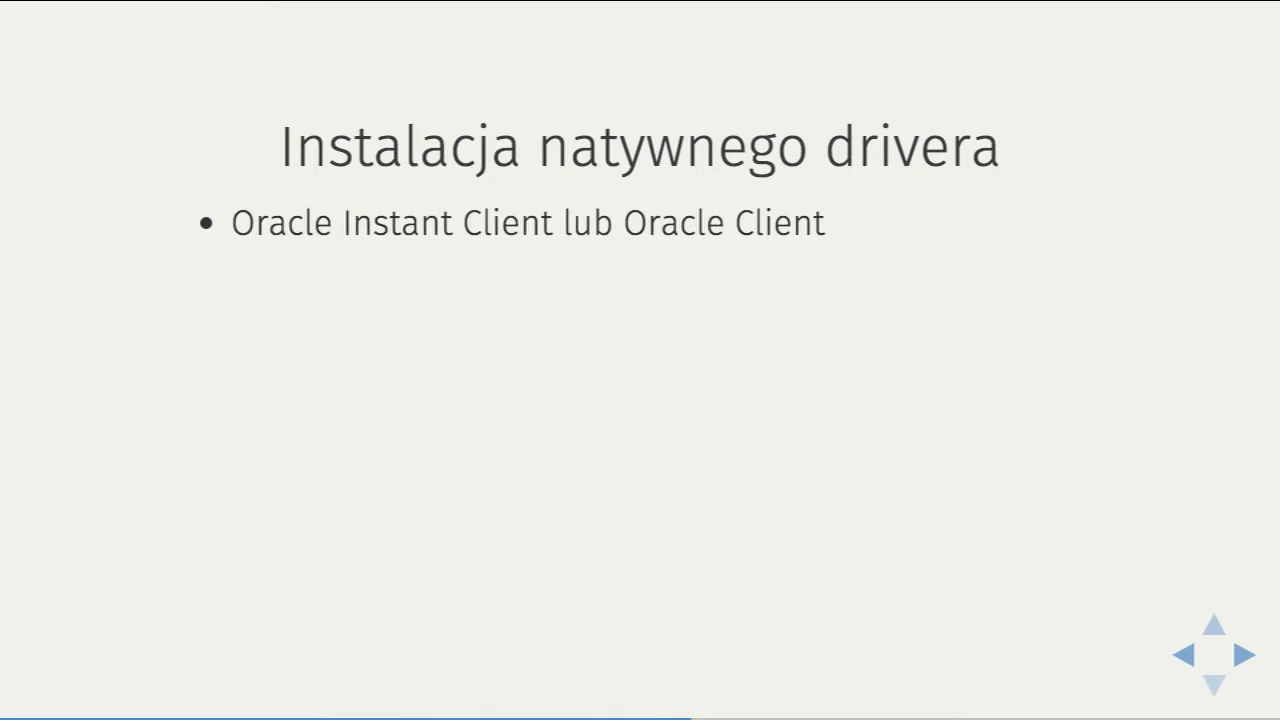 Instalacja natywnego drivera
• Oracle Instant Client lub Oracle Client